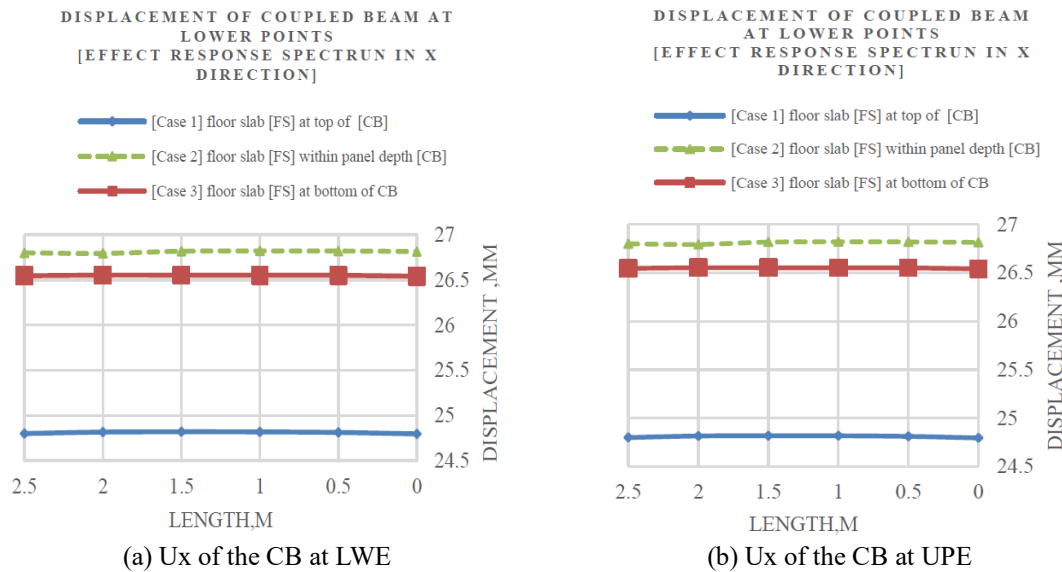 DISPLACEMENT OF COUPLED BEAM AT
LOWER POINTS
[EFFECT RESPONSE SPECTRUN IN X
DIRECTION]
[Case 1] floor slab [FS] at top of [CB]
[Case 2] floor slab [FS] within panel depth [CB]
[Case 3] floor slab [FS] at bottom of CB
27
26.5
26
25.5
25
24.5
DISPLACEMENT ,MM
2.5 2 1.5 1 0.5 0
LENGTH,M
(a) Ux of the CB at LWE
DISPLACEMENT OF COUPLED BEAM
AT LOWER POINTS
[EFFECT RESPONSE SPECTRUN IN X
DIRECTION]
[Case 1] floor slab [FS] at top of [CB]
[Case 2] floor slab [FS] within panel depth [CB]
[Case 3] floor slab [FS] at bottom of CB
27
26.5
26
25.5
25
24.5
DISPLACEMENT ,MM
2.5 2 1.5 1 0.5 0
LENGTH,M
(b) Ux of the CB at UPE